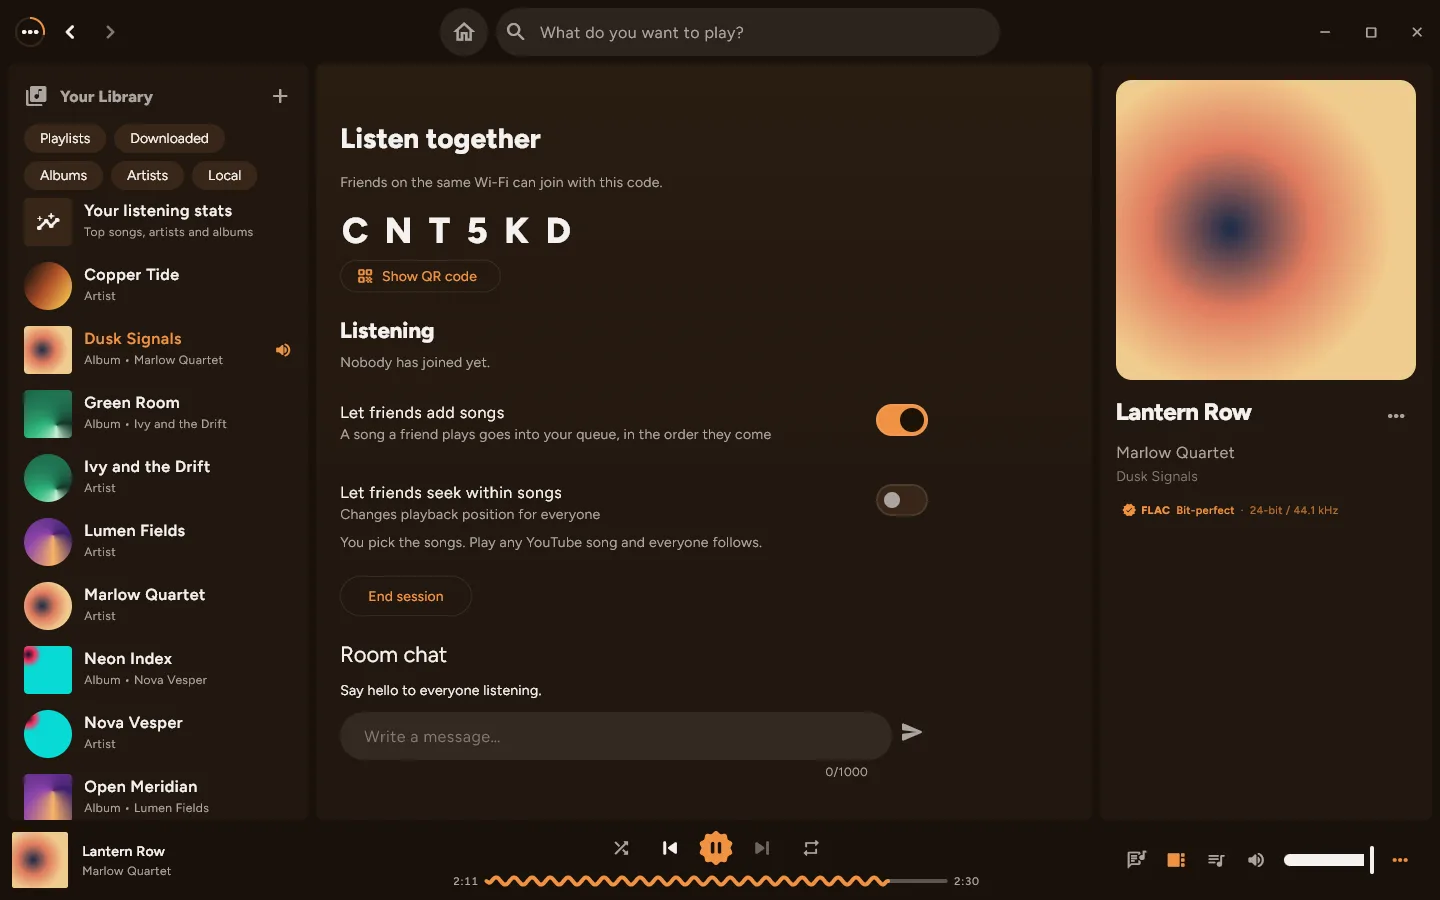 What do you want to play?
Your Library
Playlists
Downloaded
Albums
Artists
Local
Your listening stats
Top songs, artists and albums
Copper Tide
Artist
Dusk Signals
Album • Marlow Quartet
Green Room
Album • Ivy and the Drift
Ivy and the Drift
Artist
Lumen Fields
Artist
Marlow Quartet
Artist
Neon Index
Album • Nova Vesper
Nova Vesper
Artist
Open Meridian
Album • Lumen Fields
Listen together
Friends on the same Wi-Fi can join with this code.
C N T 5 K D
Show QR code
Listening
Nobody has joined yet.
Let friends add songs
A song a friend plays goes into your queue, in the order they come
Let friends seek within songs
Changes playback position for everyone
You pick the songs. Play any YouTube song and everyone follows.
End session
Room chat
Say hello to everyone listening.
Write a message...
0/1000
Lantern Row
Marlow Quartet
Dusk Signals
FLAC Bit-perfect · 24-bit / 44.1 kHz
Lantern Row
Marlow Quartet
2:11
2:30